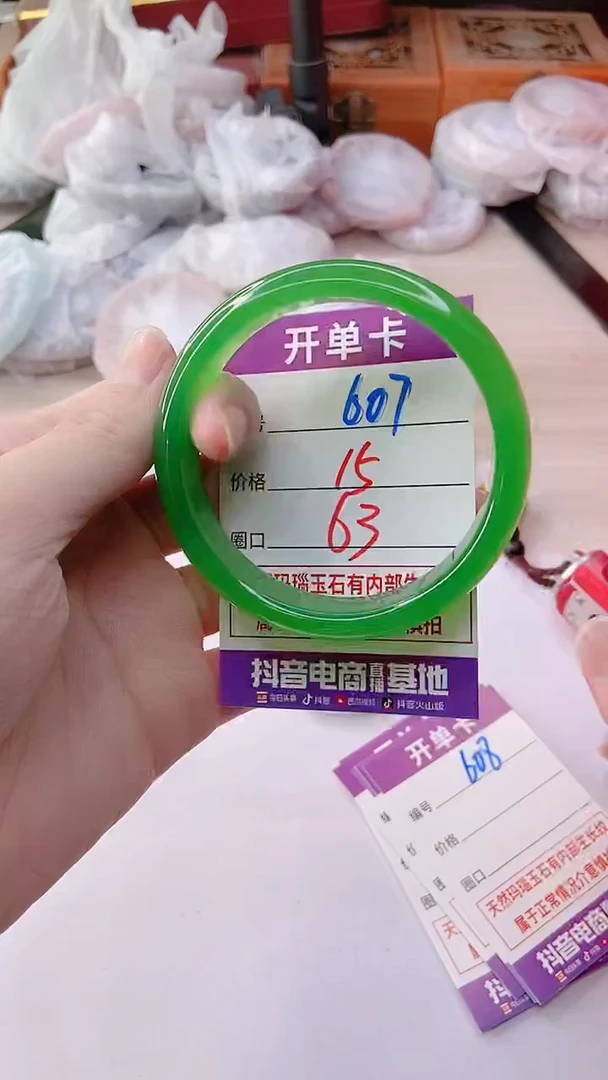 开单卡
号 607
价格 15
圈口 63
玛瑙玉石有内部生
慎拍
抖音电商直播基地
今日头条 抖音 西瓜视频 抖音火山版
开单卡
编号 608
价格
圈口
天然玛瑙玉石有内部生长纹
属于正常情况介意慎
抖音电商
天
抖